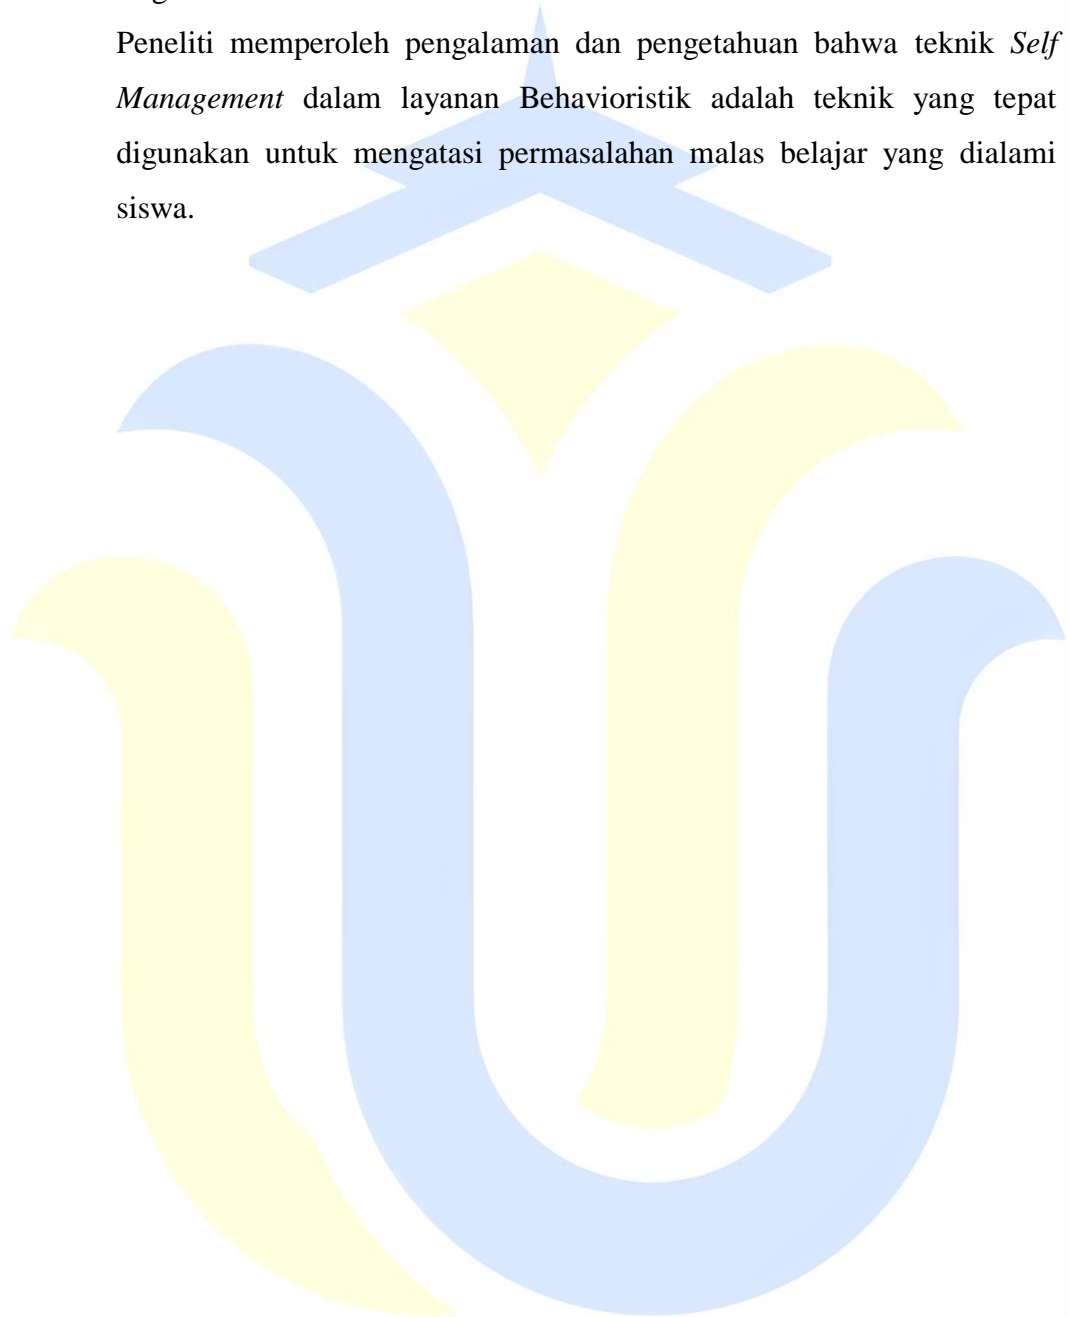 Peneliti memperoleh pengalaman dan pengetahuan bahwa teknik Self
Management dalam layanan Behavioristik adalah teknik yang tepat
digunakan untuk mengatasi permasalahan malas belajar yang dialami
siswa.